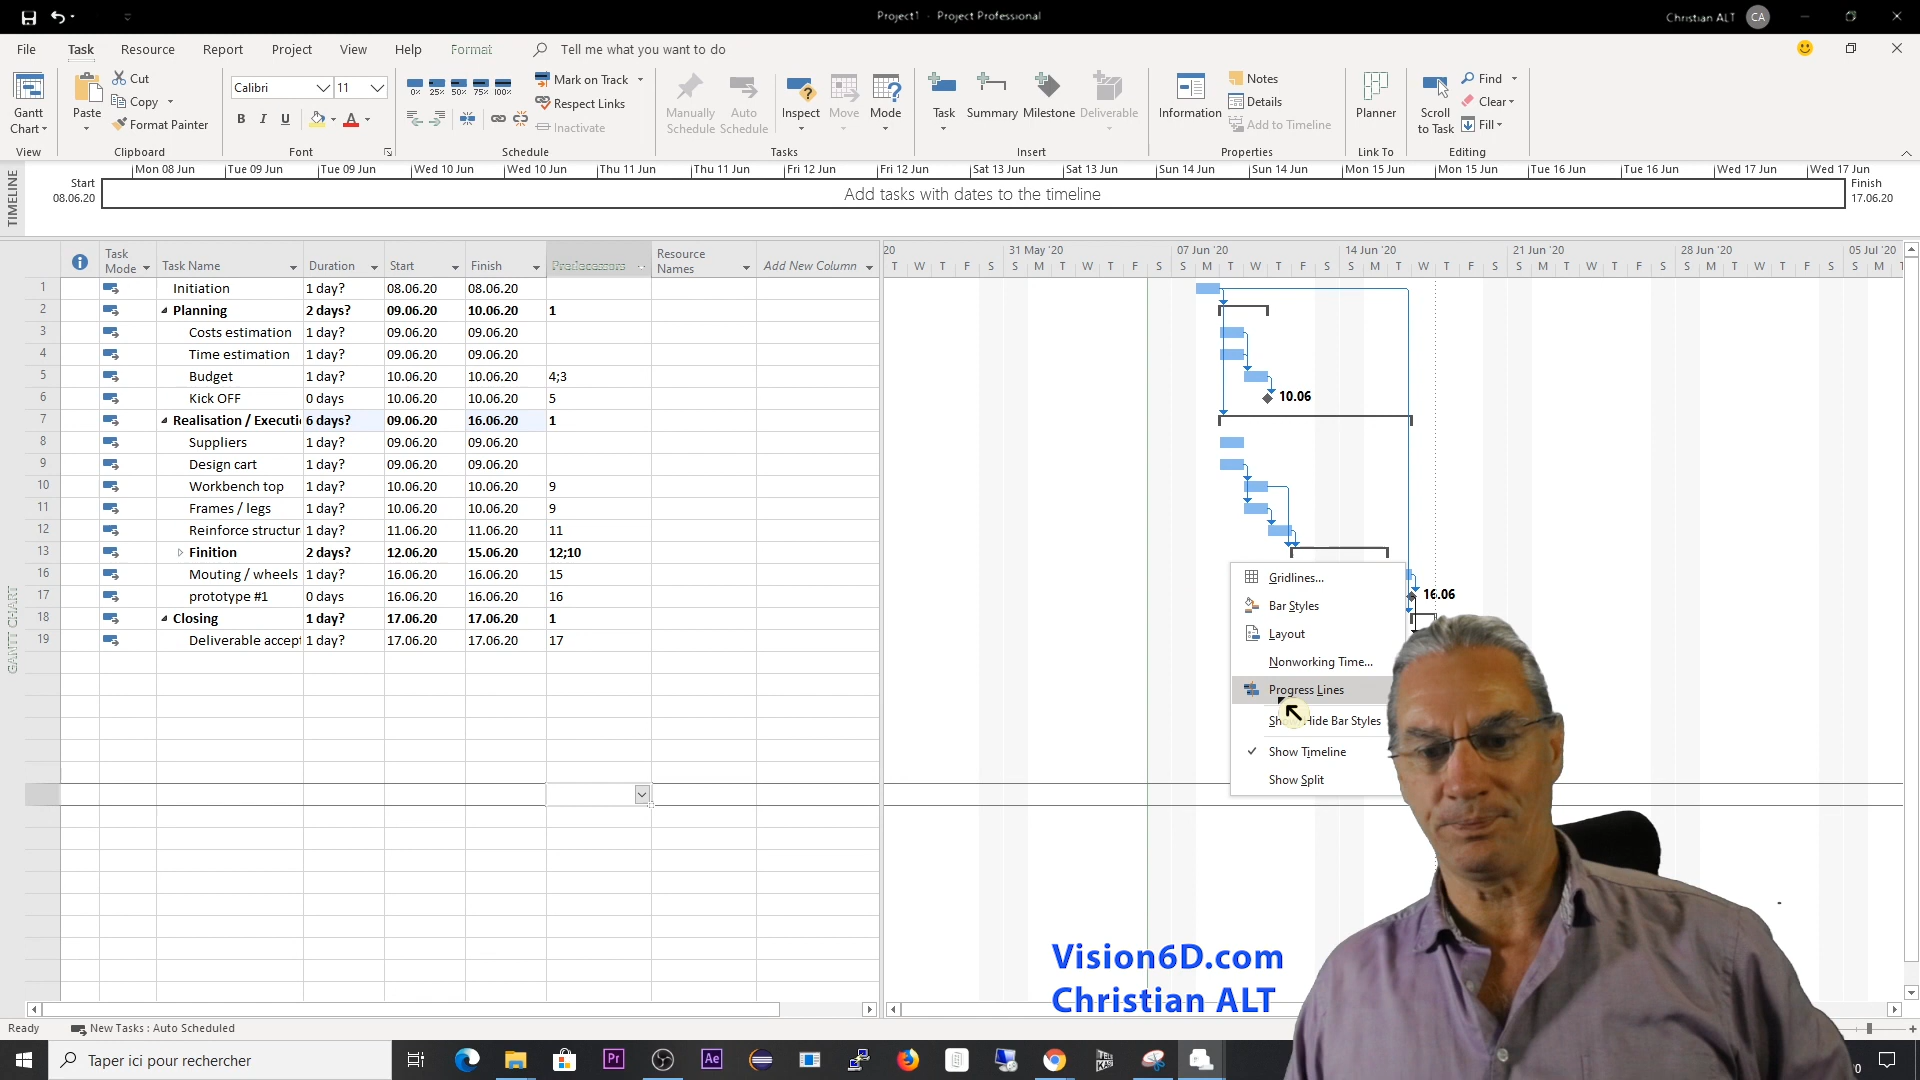 Project1 - Project Professional
Christian ALT CA
File Task Resource Report Project View Help Format Tell me what you want to do
Gantt Chart
View
Paste
Cut
Copy
Format Painter
Clipboard
Calibri 11
B I U A
Font
0% 25% 50% 75% 100%
Mark on Track
Respect Links
Inactivate
Schedule
Manually Schedule
Auto Schedule
Inspect
Move
Mode
Tasks
Task
Summary
Milestone
Deliverable
Insert
Information
Notes
Details
Add to Timeline
Properties
Planner
Link To
Scroll to Task
Find
Clear
Fill
Editing
TIMELINE
Start
08.06.20
Mon 08 Jun Tue 09 Jun Tue 09 Jun Wed 10 Jun Wed 10 Jun Thu 11 Jun Thu 11 Jun Fri 12 Jun Fri 12 Jun Sat 13 Jun Sat 13 Jun Sun 14 Jun Sun 14 Jun Mon 15 Jun Mon 15 Jun Tue 16 Jun Tue 16 Jun Wed 17 Jun Wed 17 Jun
Add tasks with dates to the timeline
Finish
17.06.20
GANTT CHART
Task Mode Task Name Duration Start Finish Predecessors Resource Names Add New Column
1 Initiation 1 day? 08.06.20 08.06.20
2 Planning 2 days? 09.06.20 10.06.20 1
3 Costs estimation 1 day? 09.06.20 09.06.20
4 Time estimation 1 day? 09.06.20 09.06.20
5 Budget 1 day? 10.06.20 10.06.20 4;3
6 Kick OFF 0 days 10.06.20 10.06.20 5
7 Realisation / Executi 6 days? 09.06.20 16.06.20 1
8 Suppliers 1 day? 09.06.20 09.06.20
9 Design cart 1 day? 09.06.20 09.06.20
10 Workbench top 1 day? 10.06.20 10.06.20 9
11 Frames / legs 1 day? 10.06.20 10.06.20 9
12 Reinforce structur 1 day? 11.06.20 11.06.20 11
13 Finition 2 days? 12.06.20 15.06.20 12;10
16 Mouting / wheels 1 day? 16.06.20 16.06.20 15
17 prototype #1 0 days 16.06.20 16.06.20 16
18 Closing 1 day? 17.06.20 17.06.20 1
19 Deliverable accept 1 day? 17.06.20 17.06.20 17
20 31 May '20 07 Jun '20 14 Jun '20 21 Jun '20 28 Jun '20 05 Jul '20
T W T F S S M T W T F S S M T W T F S S M T W T F S S M T W T F S S M T W T F S S M
10.06
16.06
Gridlines...
Bar Styles
Layout
Nonworking Time...
Progress Lines
Show/Hide Bar Styles
Show Timeline
Show Split
Vision6D.com
Christian ALT
Ready New Tasks : Auto Scheduled
Taper ici pour rechercher
Pr
Ae